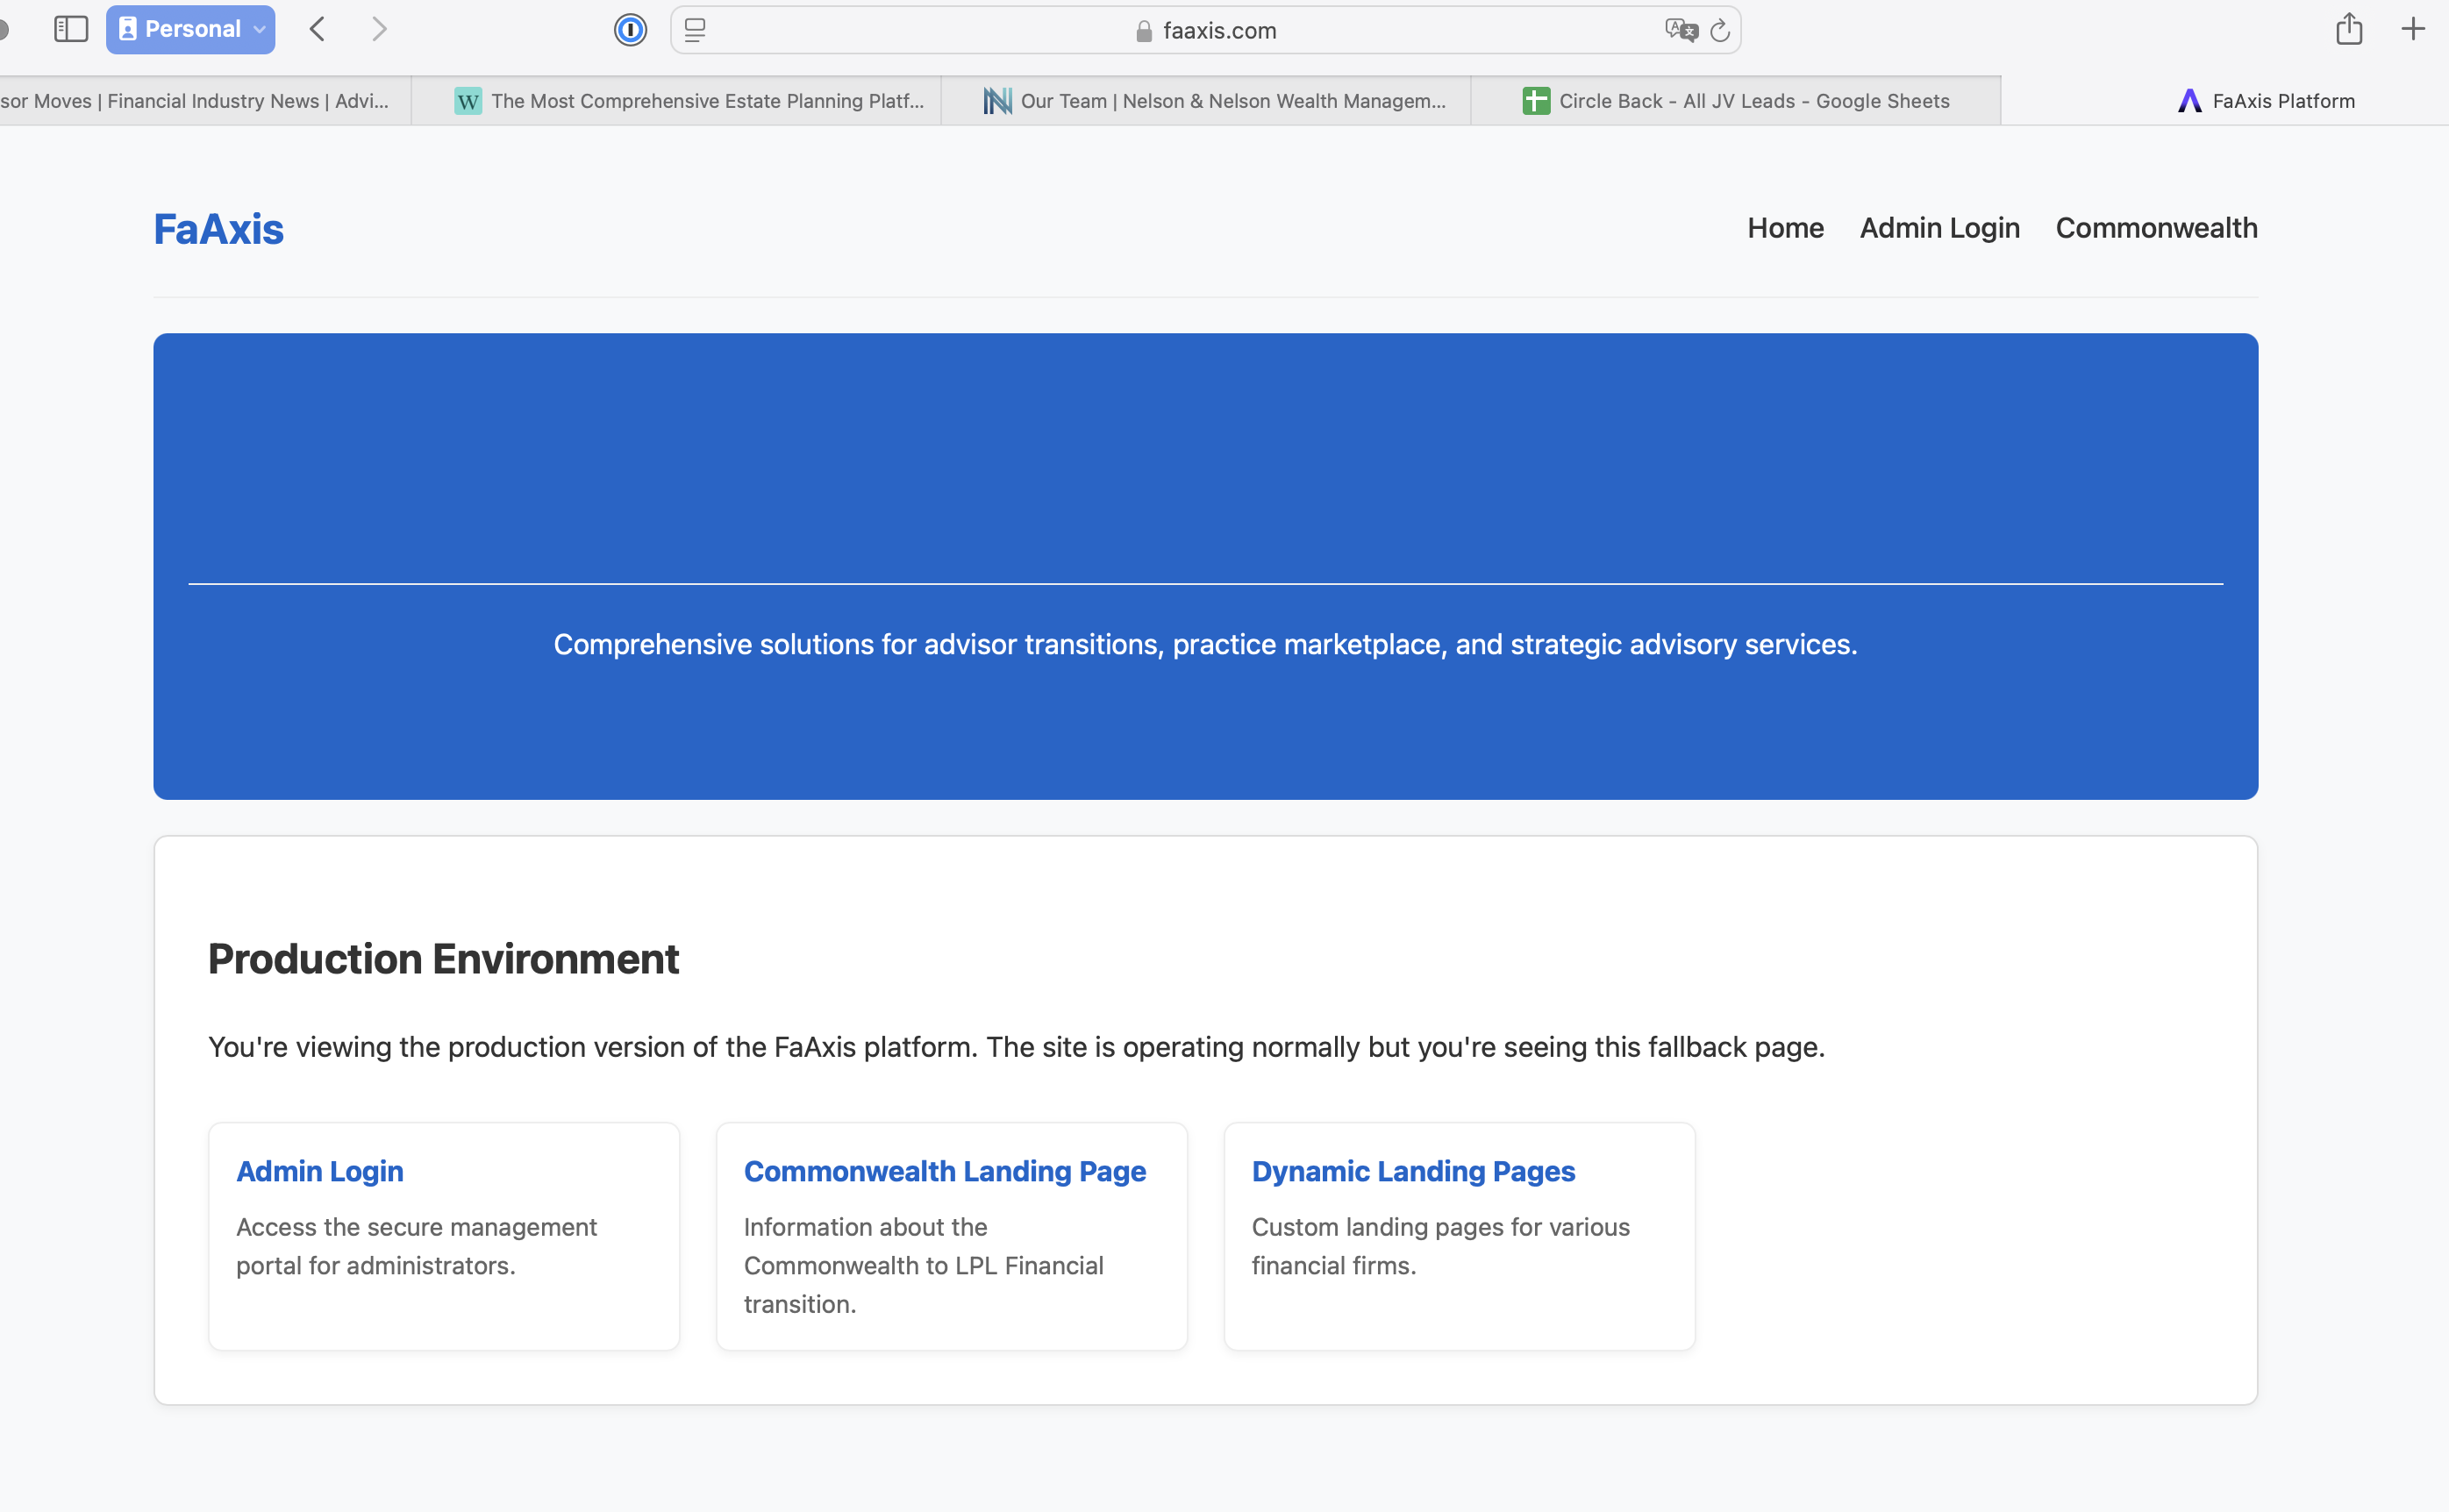 Personal
faaxis.com
sor Moves | Financial Industry News | Advi...
W The Most Comprehensive Estate Planning Platf...
Our Team | Nelson & Nelson Wealth Managem...
Circle Back - All JV Leads - Google Sheets
FaAxis Platform
FaAxis
Home
Admin Login
Commonwealth
Comprehensive solutions for advisor transitions, practice marketplace, and strategic advisory services.
Production Environment
You're viewing the production version of the FaAxis platform. The site is operating normally but you're seeing this fallback page.
Admin Login
Access the secure management
portal for administrators.
Commonwealth Landing Page
Information about the
Commonwealth to LPL Financial
transition.
Dynamic Landing Pages
Custom landing pages for various
financial firms.